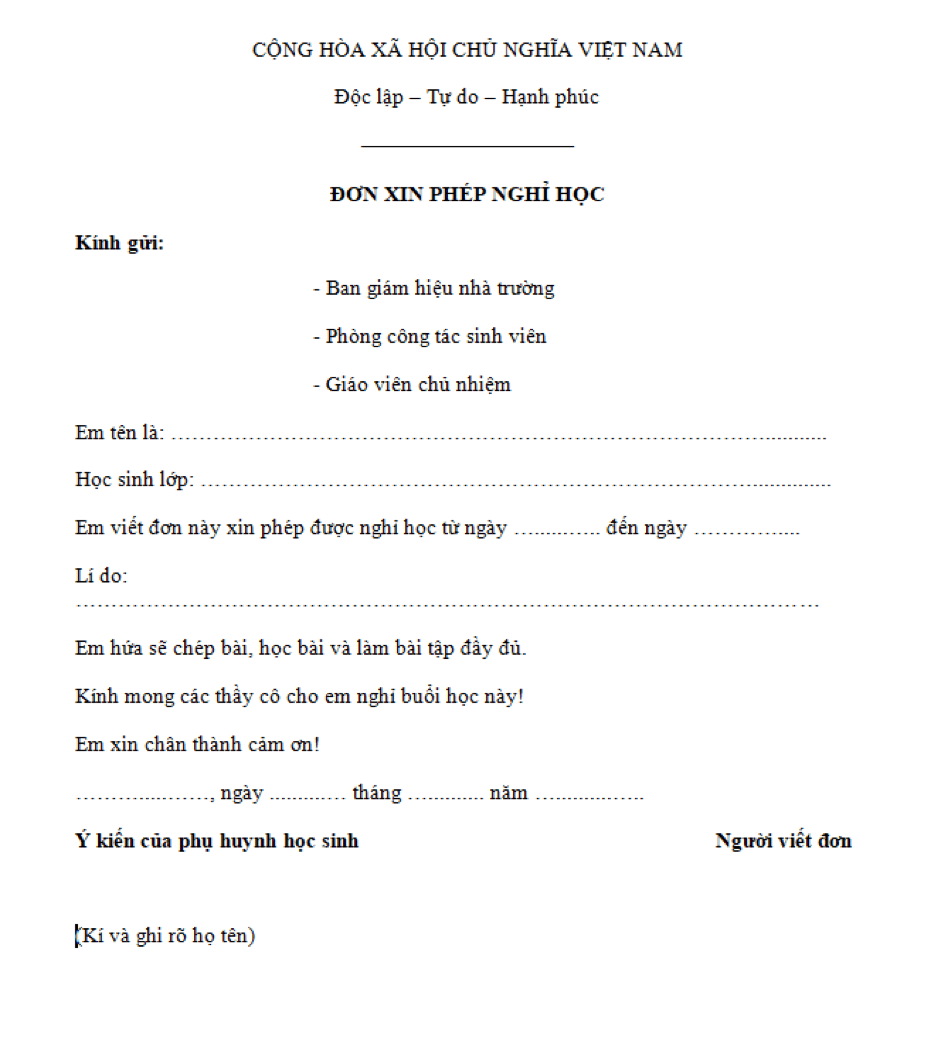 CỘNG HÒA XÃ HỘI CHỦ NGHĨA VIỆT NAM
Độc lập – Tự do – Hạnh phúc
ĐƠN XIN PHÉP NGHỈ HỌC
Kính gửi:
- Ban giám hiệu nhà trường
- Phòng công tác sinh viên
- Giáo viên chủ nhiệm
Em tên là: …………………………………………………………………………...........
Học sinh lớp: ……………………………………………………………………...............
Em viết đơn này xin phép được nghỉ học từ ngày …......…… đến ngày ………….....
Lí do:
……………………………………………………………………………………………
Em hứa sẽ chép bài, học bài và làm bài tập đầy đủ.
Kính mong các thầy cô cho em nghỉ buổi học này!
Em xin chân thành cảm ơn!
………....……, ngày ..........… tháng …......... năm ….........…..
Ý kiến của phụ huynh học sinh Người viết đơn
(Kí và ghi rõ họ tên)